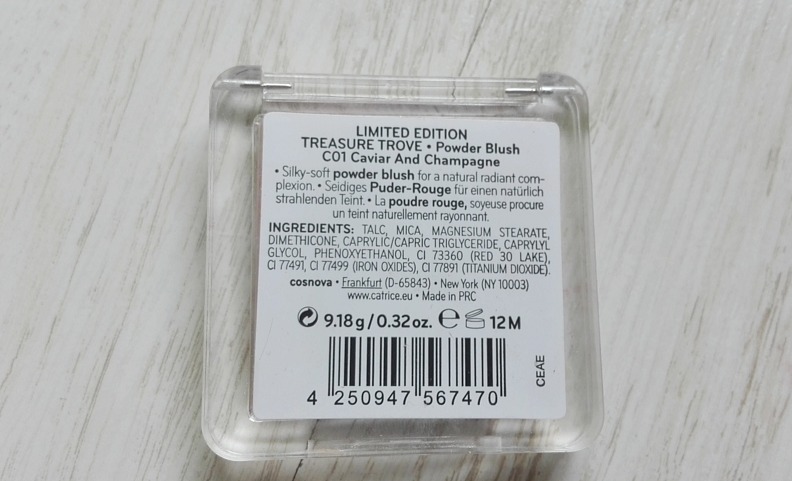 LIMITED EDITION
TREASURE TROVE • Powder Blush
C01 Caviar And Champagne
• Silky-soft powder blush for a natural radiant com-
plexion. • Seidiges Puder-Rouge für einen natürlich
strahlenden Teint. • La poudre rouge, soyeuse procure
un teint naturellement rayonnant.
INGREDIENTS: TALC, MICA, MAGNESIUM STEARATE,
DIMETHICONE, CAPRYLIC/CAPRIC TRIGLYCERIDE, CAPRYLYL
GLYCOL, PHENOXYETHANOL, CI 73360 (RED 30 LAKE),
CI 77491, CI 77499 (IRON OXIDES), CI 77891 (TITANIUM DIOXIDE).
cosnova • Frankfurt (D-65843) • New York (NY 10003)
www.catrice.eu • Made in PRC
9.18 g / 0.32 oz. ℮ 12 M
CEAE
4 250947 567470